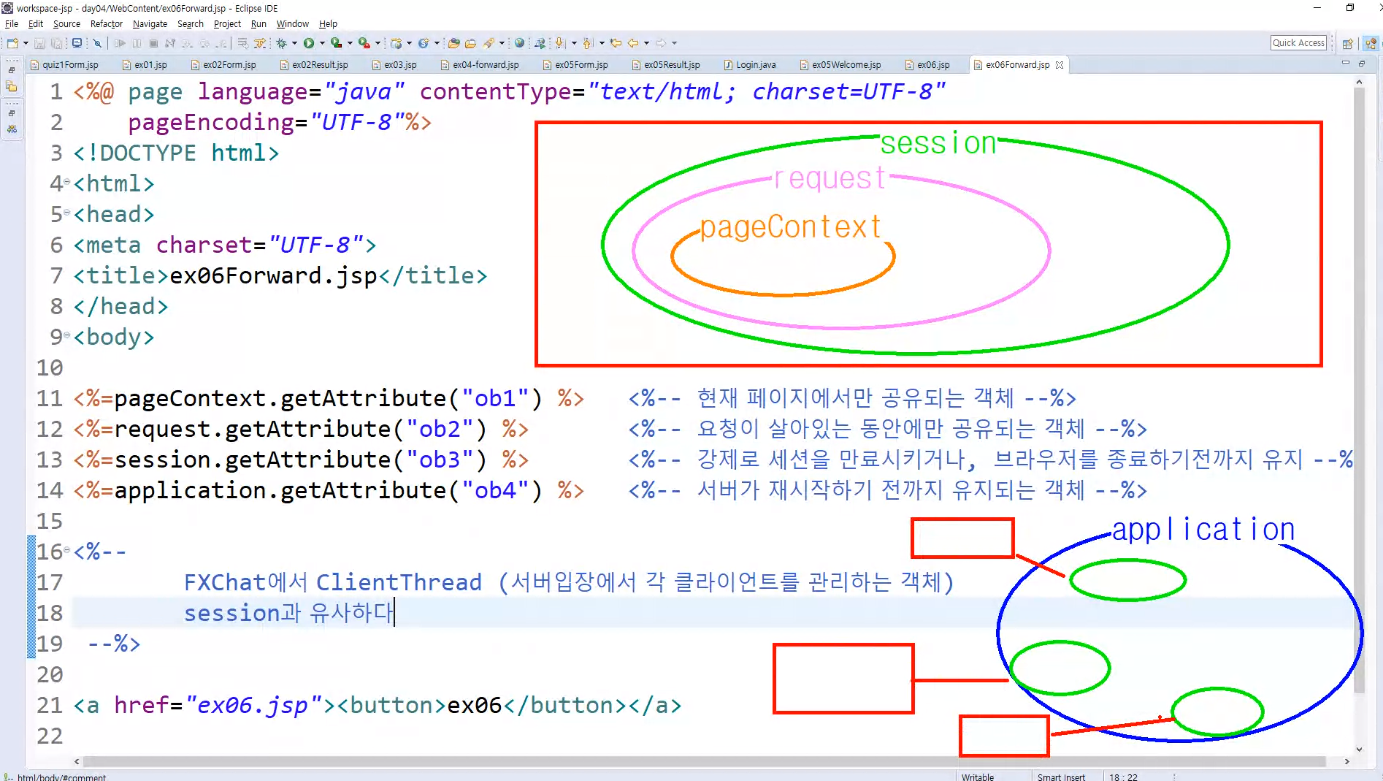 workspace-jsp - day04/WebContent/ex06Forward.jsp - Eclipse IDE
File Edit Source Refactor Navigate Search Project Run Window Help
Quick Access
quiz1Form.jsp ex01.jsp ex02Form.jsp ex02Result.jsp ex03.jsp ex04-forward.jsp ex05Form.jsp ex05Result.jsp Login.java ex05Welcome.jsp ex06.jsp ex06Forward.jsp
1 <%@ page language="java" contentType="text/html; charset=UTF-8"
2 pageEncoding="UTF-8"%>
3 <!DOCTYPE html>
4 <html>
5 <head>
6 <meta charset="UTF-8">
7 <title>ex06Forward.jsp</title>
8 </head>
9 <body>
10
session
request
pageContext
11 <%=pageContext.getAttribute("ob1") %> <%-- 현재 페이지에서만 공유되는 객체 --%>
12 <%=request.getAttribute("ob2") %> <%-- 요청이 살아있는 동안에만 공유되는 객체 --%>
13 <%=session.getAttribute("ob3") %> <%-- 강제로 세션을 만료시키거나, 브라우저를 종료하기전까지 유지 --%
14 <%=application.getAttribute("ob4") %> <%-- 서버가 재시작하기 전까지 유지되는 객체 --%>
15
application
16 <%--
17 FXChat에서 ClientThread (서버입장에서 각 클라이언트를 관리하는 객체)
18 session과 유사하다
19 --%>
20
21 <a href="ex06.jsp"><button>ex06</button></a>
22
html/body/#comment Writable Smart Insert 18 : 22